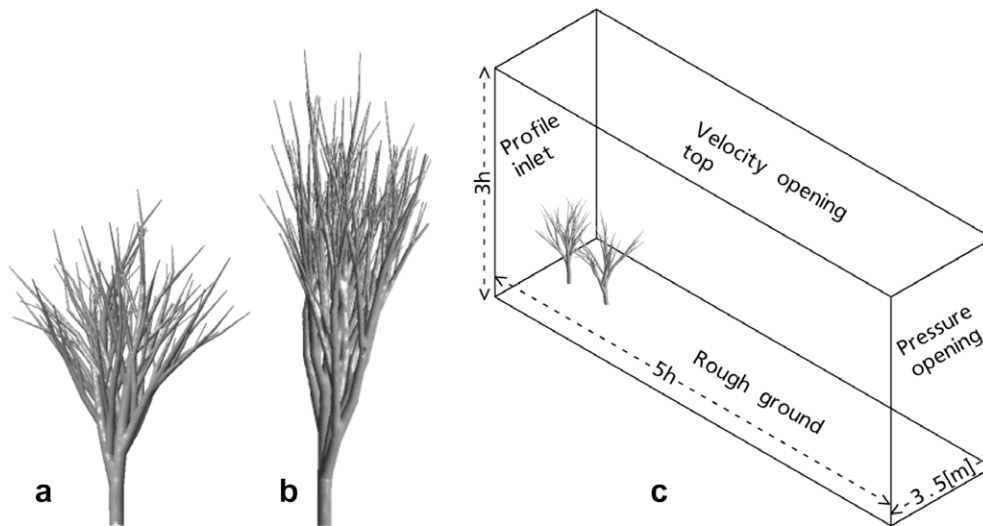 a
b
c
Profile
inlet
3h
Velocity opening
top
5h
Rough ground
Pressure
opening
3.5[m]